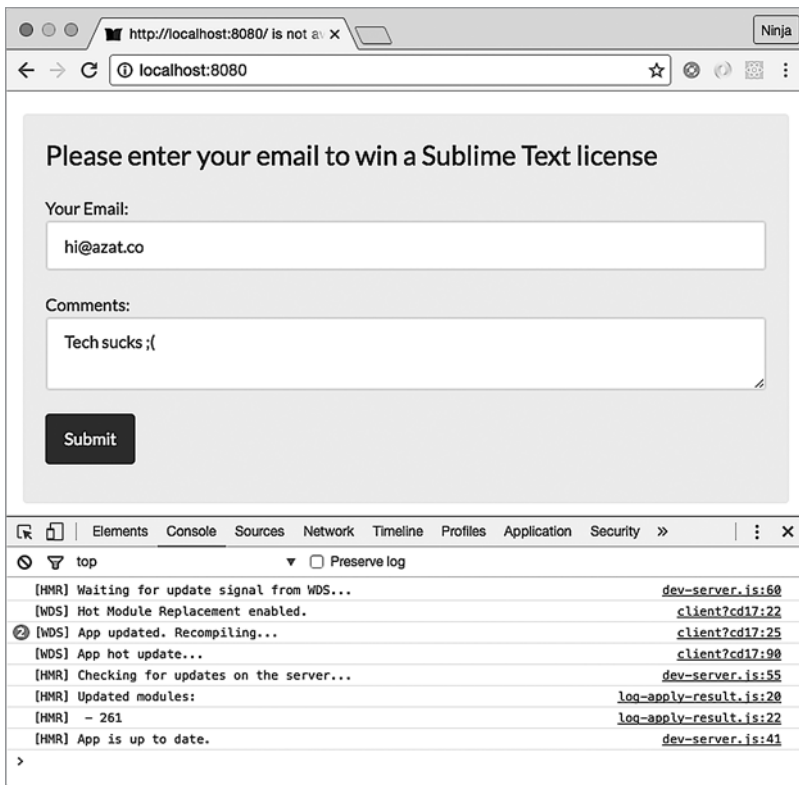 http://localhost:8080/ is not av
Ninja
localhost:8080
Please enter your email to win a Sublime Text license
Your Email:
hi@azat.co
Comments:
Tech sucks ;(
Submit
Elements Console Sources Network Timeline Profiles Application Security »
top Preserve log
[HMR] Waiting for update signal from WDS... dev-server.js:60
[WDS] Hot Module Replacement enabled. client?cd17:22
2 [WDS] App updated. Recompiling... client?cd17:25
[WDS] App hot update... client?cd17:90
[HMR] Checking for updates on the server... dev-server.js:55
[HMR] Updated modules: log-apply-result.js:20
[HMR]  - 261 log-apply-result.js:22
[HMR] App is up to date. dev-server.js:41
>